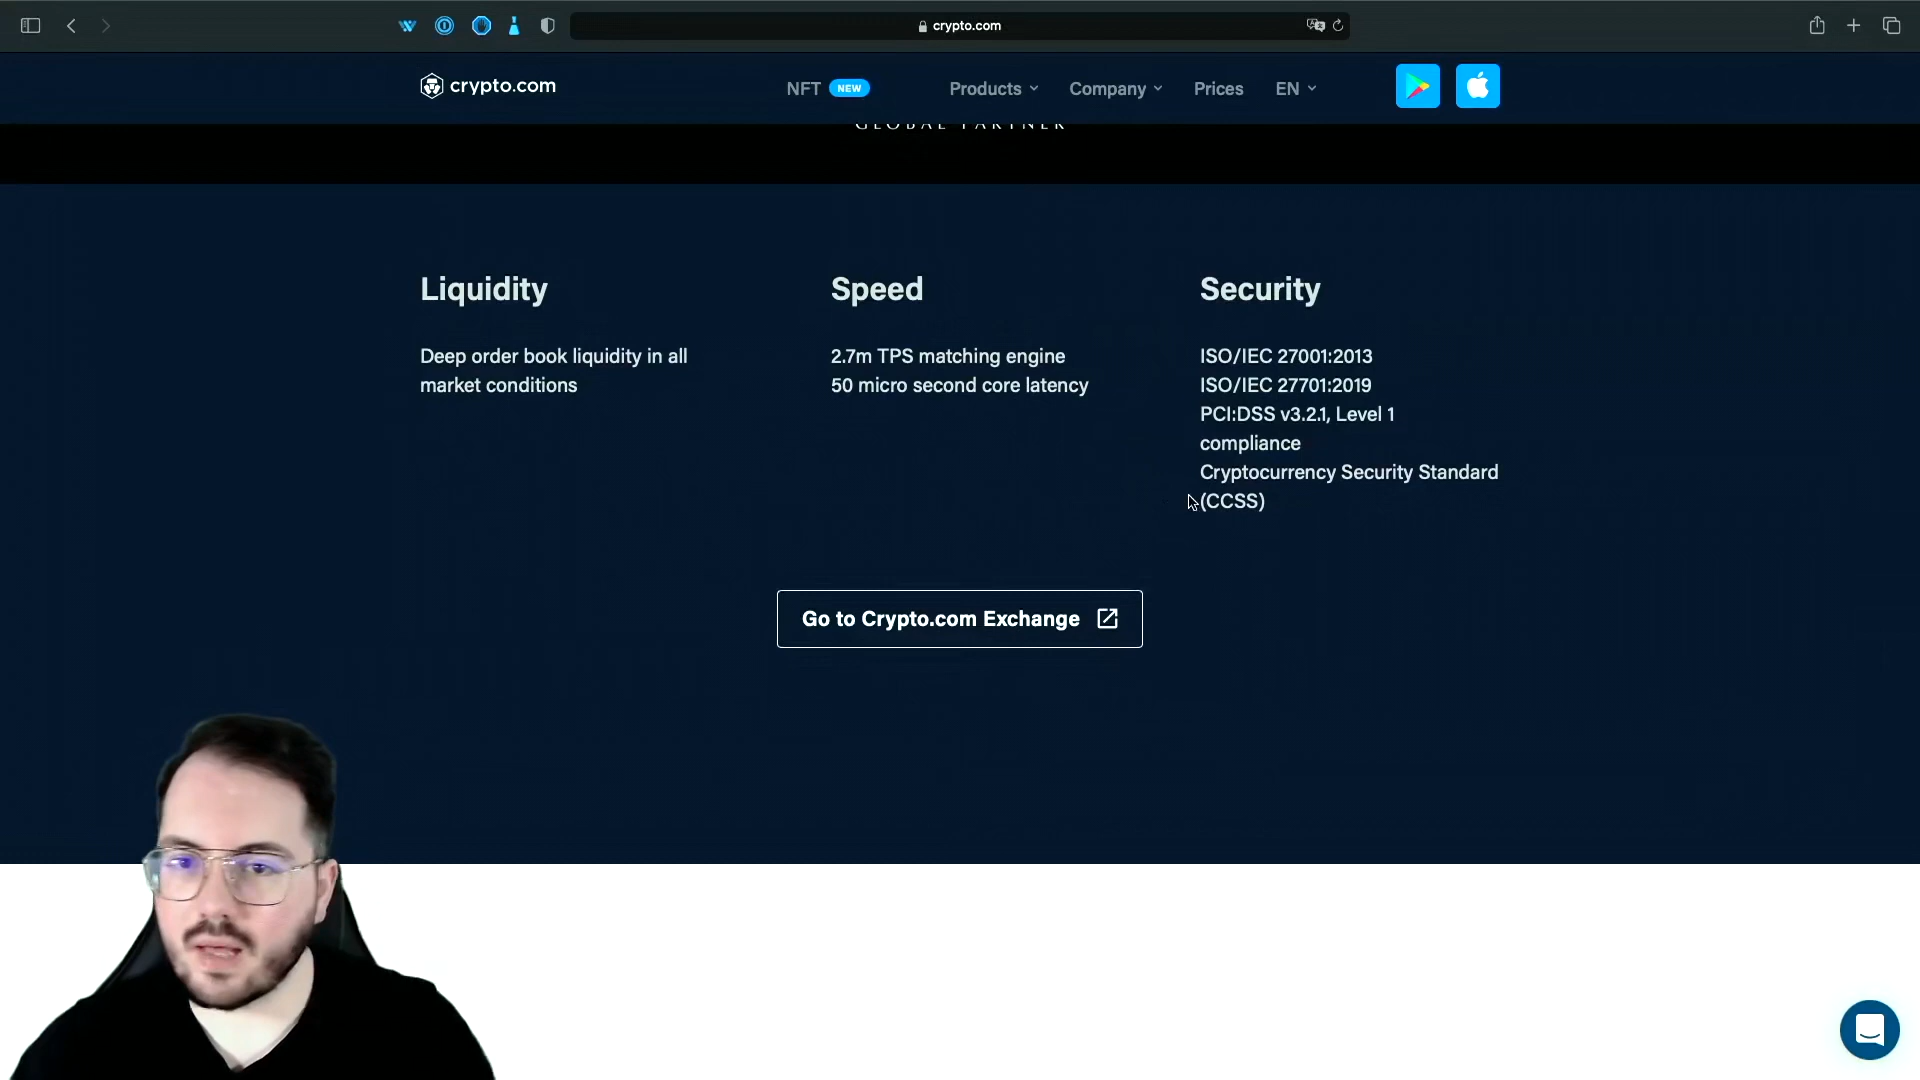 crypto.com
crypto.com
NFT NEW
Products
Company
Prices
EN
GLOBAL PARTNER
Liquidity
Deep order book liquidity in all
market conditions
Speed
2.7m TPS matching engine
50 micro second core latency
Security
ISO/IEC 27001:2013
ISO/IEC 27701:2019
PCI:DSS v3.2.1, Level 1
compliance
Cryptocurrency Security Standard
(CCSS)
Go to Crypto.com Exchange